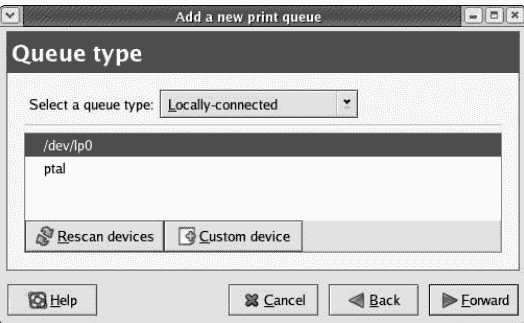 Add a new print queue
Queue type
Select a queue type: Locally-connected
/dev/lp0
ptal
Rescan devices Custom device
Help Cancel Back Forward